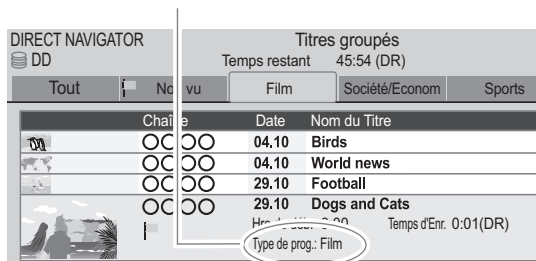 DIRECT NAVIGATOR Titres groupés
DD Temps restant 45:54 (DR)
Tout vu Film Société/Econom Sports
Date Nom du Titre
04.10 Birds
04.10 World news
29.10 Football
29.10 Dogs and Cats
Temps d'Enr. 0:01(DR)
Type de prog.: Film